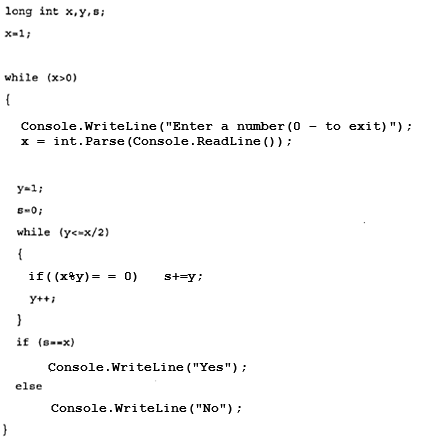 long int x,y,s;
x=1;
while (x>0)
{
Console.WriteLine("Enter a number(0 - to exit)");
x = int.Parse(Console.ReadLine());
y=1;
s=0;
while (y<=x/2)
{
if((x%y)= = 0)   s+=y;
y++;
}
if (s==x)
Console.WriteLine("Yes");
else
Console.WriteLine("No");
}